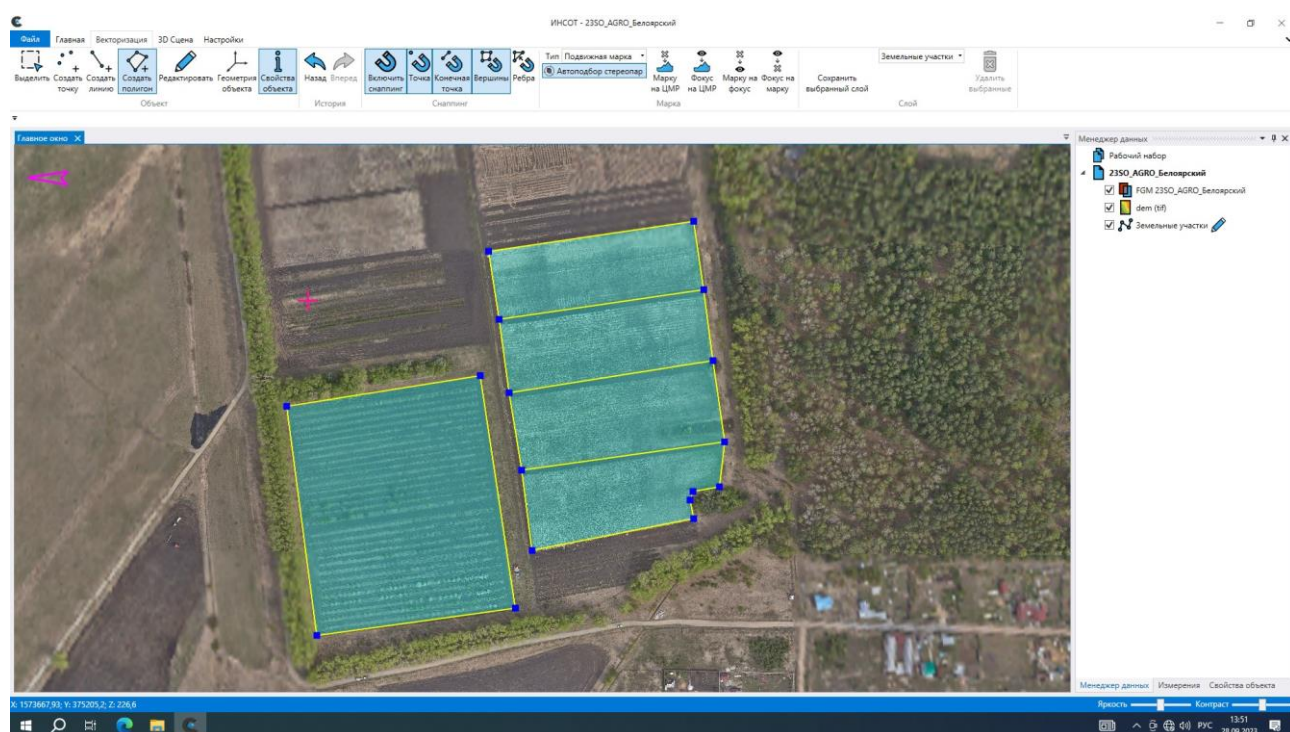 ИНСОТ - 23SO_AGRO_Белоярский
Файл Главная Векторизация 3D Сцена Настройки
Выделить Создать точку Создать линию Создать полигон Редактировать Геометрия объекта Свойства объекта
Объект
Назад Вперед
История
Включить снаппинг Точка Конечная точка Вершины Ребра
Снаппинг
Тип Подвижная марка
Автоподбор стереопар
Марку на ЦМР Фокус на ЦМР Марку на фокус Фокус на марку
Марка
Сохранить выбранный слой
Земельные участки
Удалить выбранные
Слой
Главное окно
Менеджер данных
Рабочий набор
23SO_AGRO_Белоярский
FGM 23SO_AGRO_Белоярский
dem (tif)
Земельные участки
Менеджер данных Измерения Свойства объекта
X: 1573667,93; Y: 375205,2; Z: 226,6
Яркость Контраст
РУС
13:51
28.09.2023